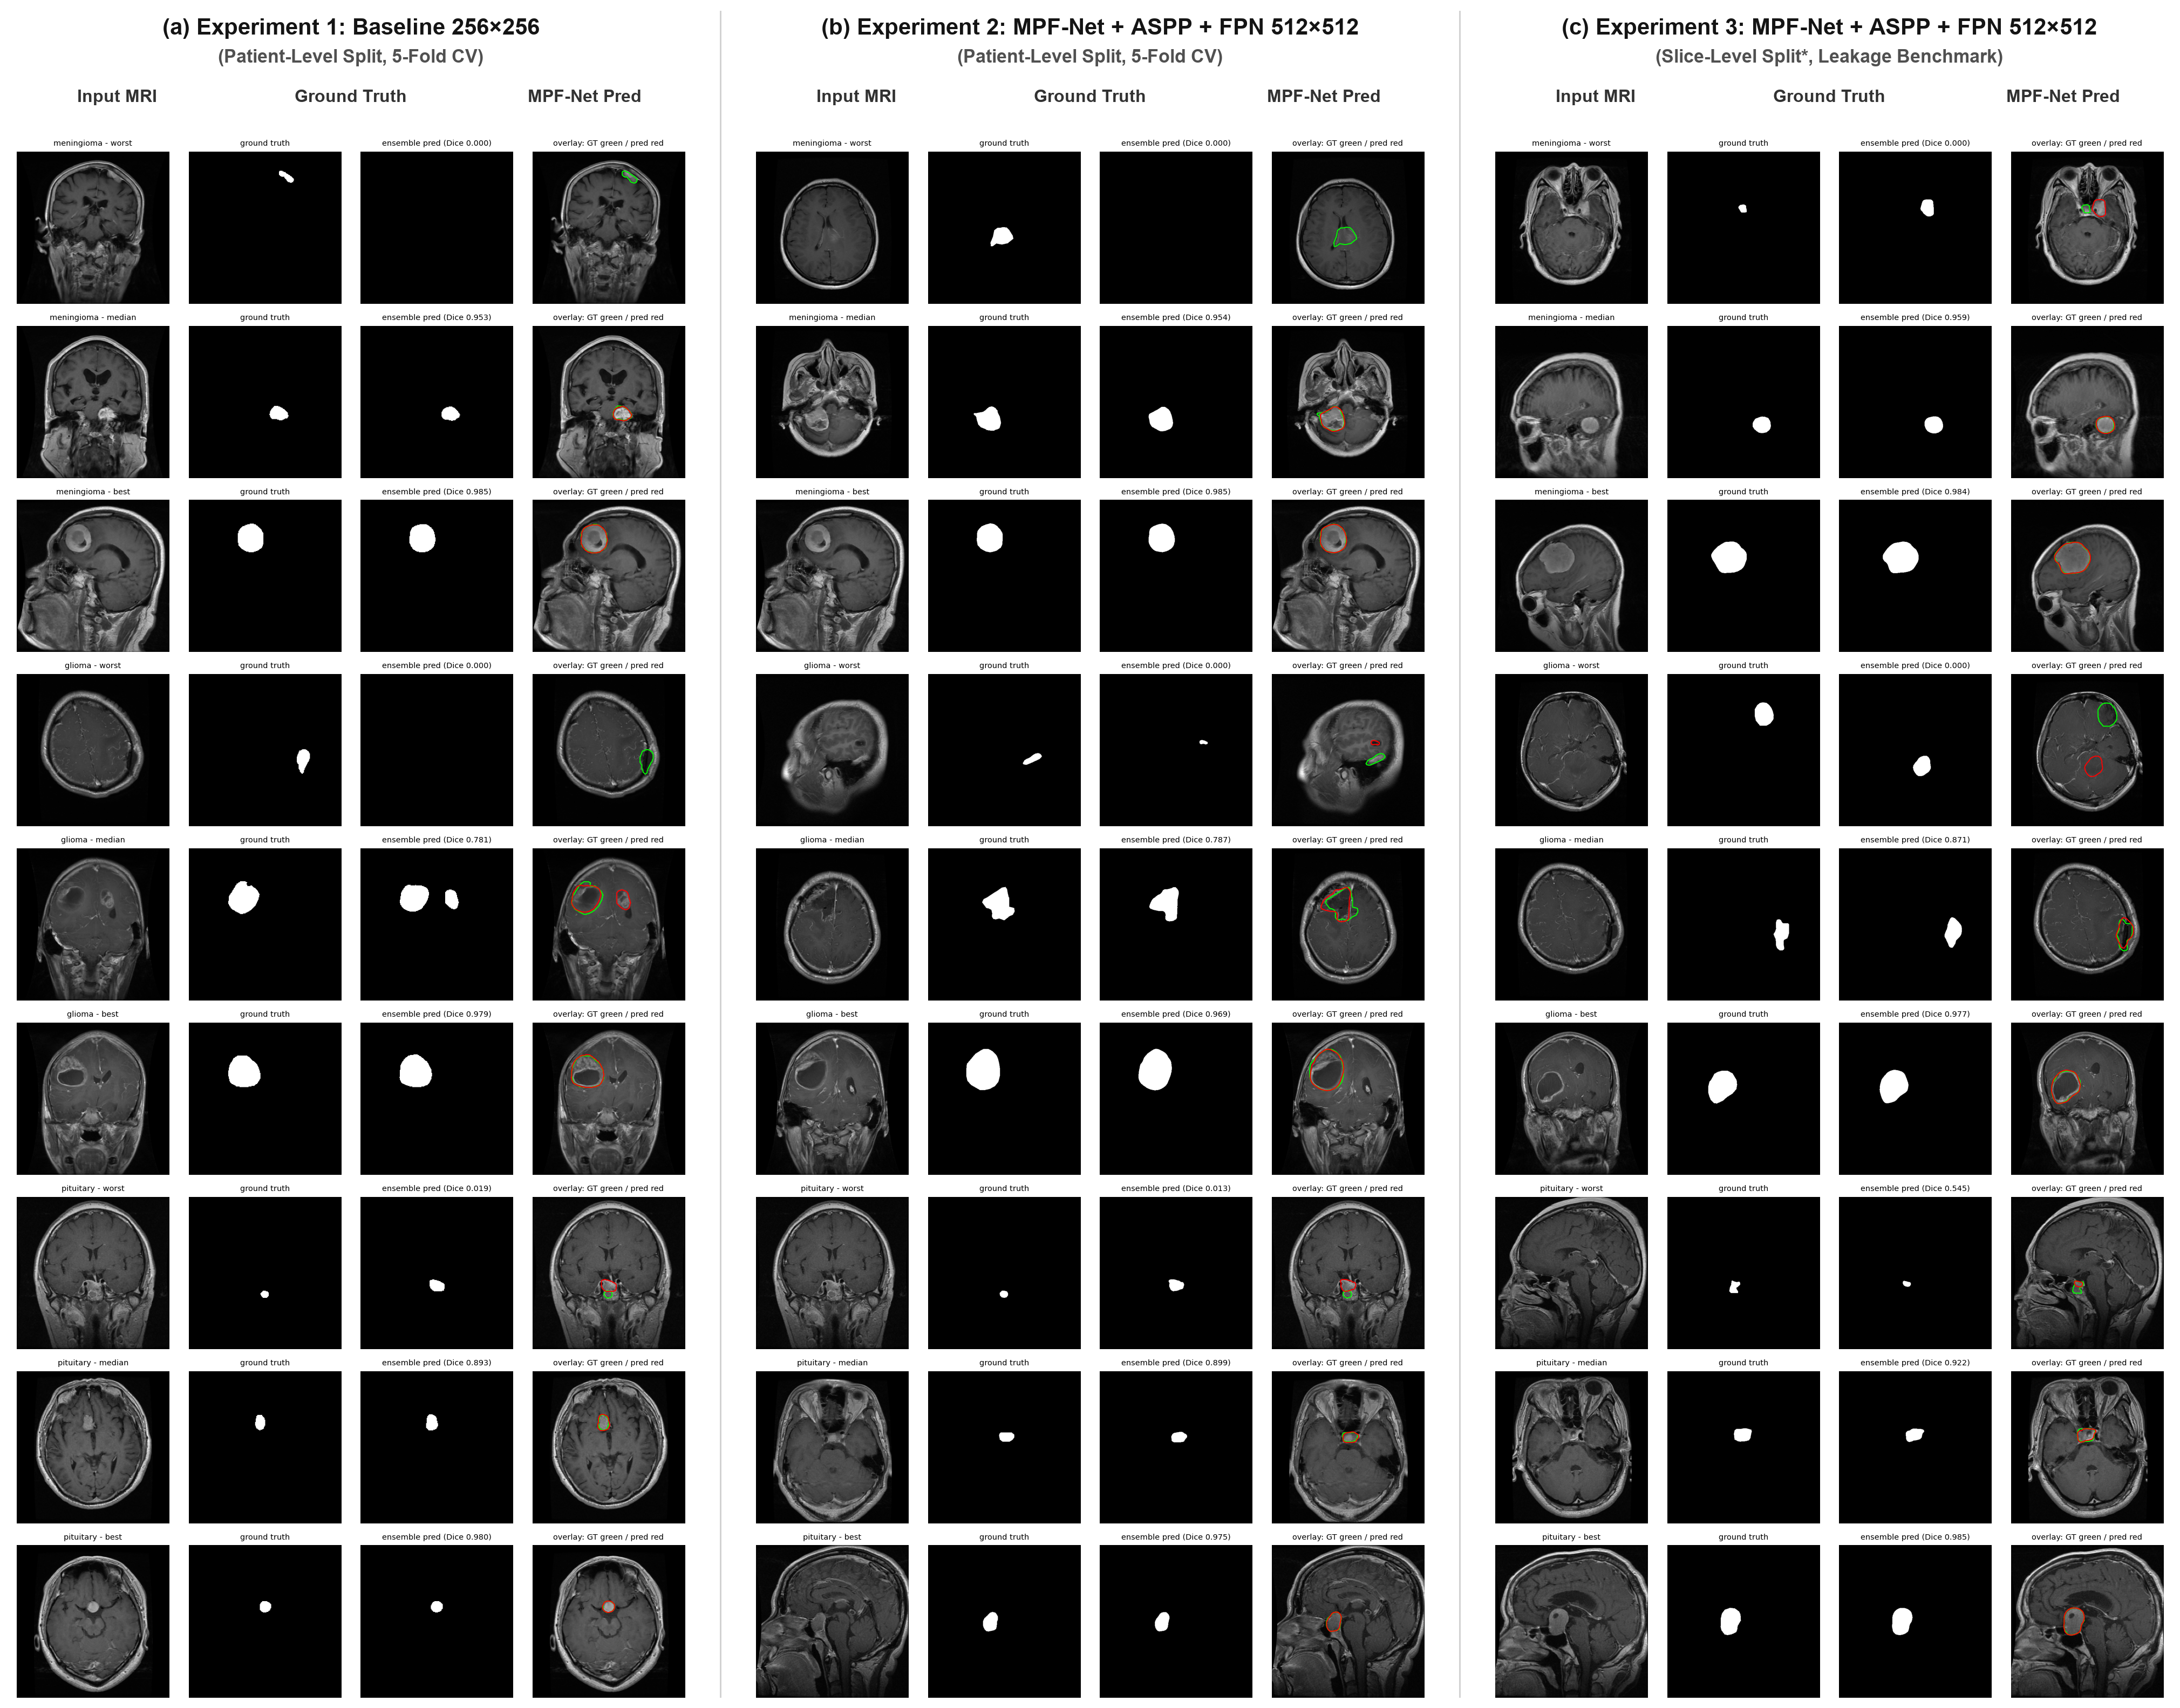 (a) Experiment 1: Baseline 256×256
(Patient-Level Split, 5-Fold CV)
Input MRI Ground Truth MPF-Net Pred
meningioma - worst ground truth ensemble pred (Dice 0.000) overlay: GT green / pred red
meningioma - median ground truth ensemble pred (Dice 0.953) overlay: GT green / pred red
meningioma - best ground truth ensemble pred (Dice 0.985) overlay: GT green / pred red
glioma - worst ground truth ensemble pred (Dice 0.000) overlay: GT green / pred red
glioma - median ground truth ensemble pred (Dice 0.781) overlay: GT green / pred red
glioma - best ground truth ensemble pred (Dice 0.979) overlay: GT green / pred red
pituitary - worst ground truth ensemble pred (Dice 0.019) overlay: GT green / pred red
pituitary - median ground truth ensemble pred (Dice 0.893) overlay: GT green / pred red
pituitary - best ground truth ensemble pred (Dice 0.980) overlay: GT green / pred red
(b) Experiment 2: MPF-Net + ASPP + FPN 512×512
(Patient-Level Split, 5-Fold CV)
Input MRI Ground Truth MPF-Net Pred
meningioma - worst ground truth ensemble pred (Dice 0.000) overlay: GT green / pred red
meningioma - median ground truth ensemble pred (Dice 0.954) overlay: GT green / pred red
meningioma - best ground truth ensemble pred (Dice 0.985) overlay: GT green / pred red
glioma - worst ground truth ensemble pred (Dice 0.000) overlay: GT green / pred red
glioma - median ground truth ensemble pred (Dice 0.787) overlay: GT green / pred red
glioma - best ground truth ensemble pred (Dice 0.969) overlay: GT green / pred red
pituitary - worst ground truth ensemble pred (Dice 0.013) overlay: GT green / pred red
pituitary - median ground truth ensemble pred (Dice 0.899) overlay: GT green / pred red
pituitary - best ground truth ensemble pred (Dice 0.975) overlay: GT green / pred red
(c) Experiment 3: MPF-Net + ASPP + FPN 512×512
(Slice-Level Split*, Leakage Benchmark)
Input MRI Ground Truth MPF-Net Pred
meningioma - worst ground truth ensemble pred (Dice 0.000) overlay: GT green / pred red
meningioma - median ground truth ensemble pred (Dice 0.959) overlay: GT green / pred red
meningioma - best ground truth ensemble pred (Dice 0.984) overlay: GT green / pred red
glioma - worst ground truth ensemble pred (Dice 0.000) overlay: GT green / pred red
glioma - median ground truth ensemble pred (Dice 0.871) overlay: GT green / pred red
glioma - best ground truth ensemble pred (Dice 0.977) overlay: GT green / pred red
pituitary - worst ground truth ensemble pred (Dice 0.545) overlay: GT green / pred red
pituitary - median ground truth ensemble pred (Dice 0.922) overlay: GT green / pred red
pituitary - best ground truth ensemble pred (Dice 0.985) overlay: GT green / pred red